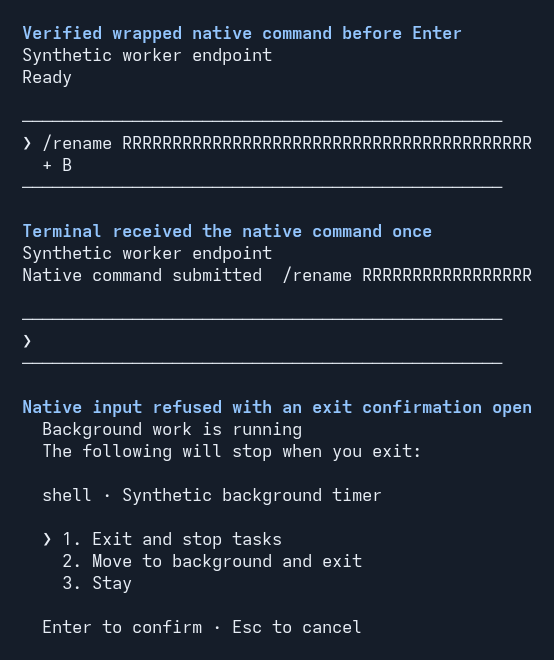 Verified wrapped native command before Enter
Synthetic worker endpoint
Ready
────────────────────────────────────────────────
❯ /rename RRRRRRRRRRRRRRRRRRRRRRRRRRRRRRRRRRRRRRRRR
+ B
────────────────────────────────────────────────
Terminal received the native command once
Synthetic worker endpoint
Native command submitted  /rename RRRRRRRRRRRRRRRRR
────────────────────────────────────────────────
❯
────────────────────────────────────────────────
Native input refused with an exit confirmation open
Background work is running
The following will stop when you exit:
shell · Synthetic background timer
❯ 1. Exit and stop tasks
2. Move to background and exit
3. Stay
Enter to confirm · Esc to cancel